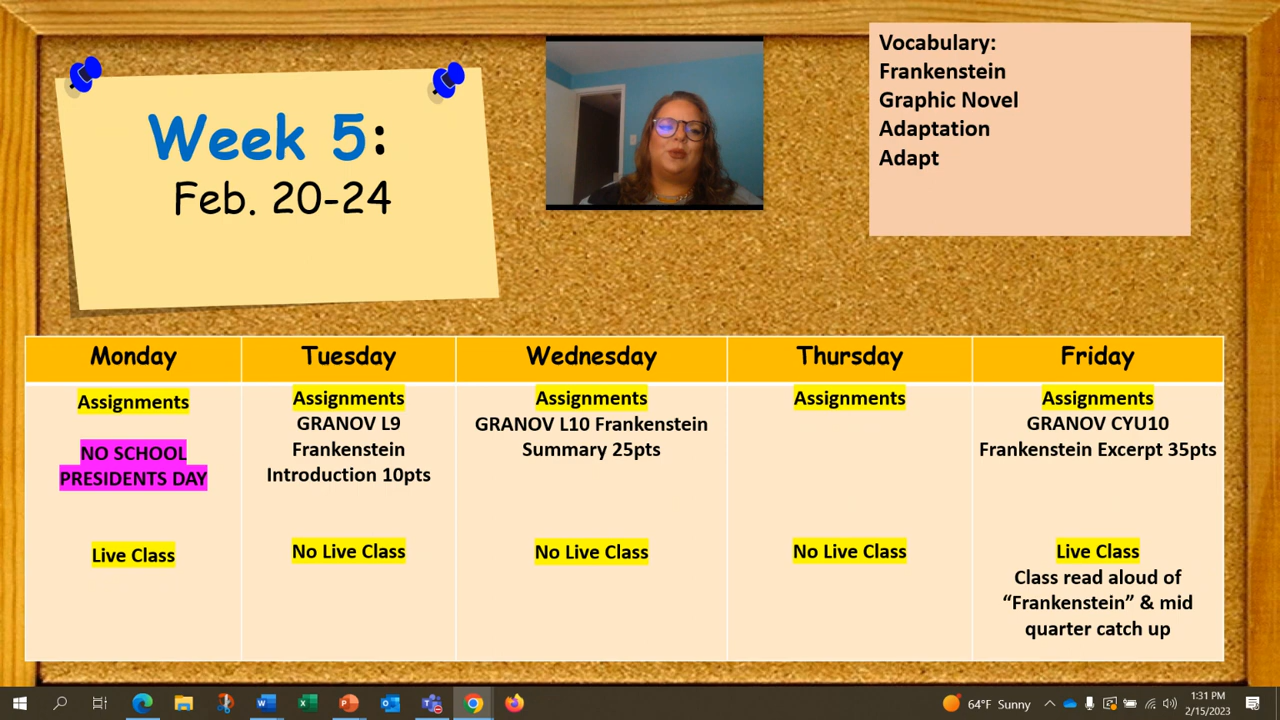 Week 5:
Feb. 20-24
Vocabulary:
Frankenstein
Graphic Novel
Adaptation
Adapt
Monday
Tuesday
Wednesday
Thursday
Friday
Assignments
NO SCHOOL
PRESIDENTS DAY
Live Class
Assignments
GRANOV L9
Frankenstein
Introduction 10pts
No Live Class
Assignments
GRANOV L10 Frankenstein
Summary 25pts
No Live Class
Assignments
No Live Class
Assignments
GRANOV CYU10
Frankenstein Excerpt 35pts
Live Class
Class read aloud of
“Frankenstein” & mid
quarter catch up
64°F Sunny
1:31 PM
2/15/2023